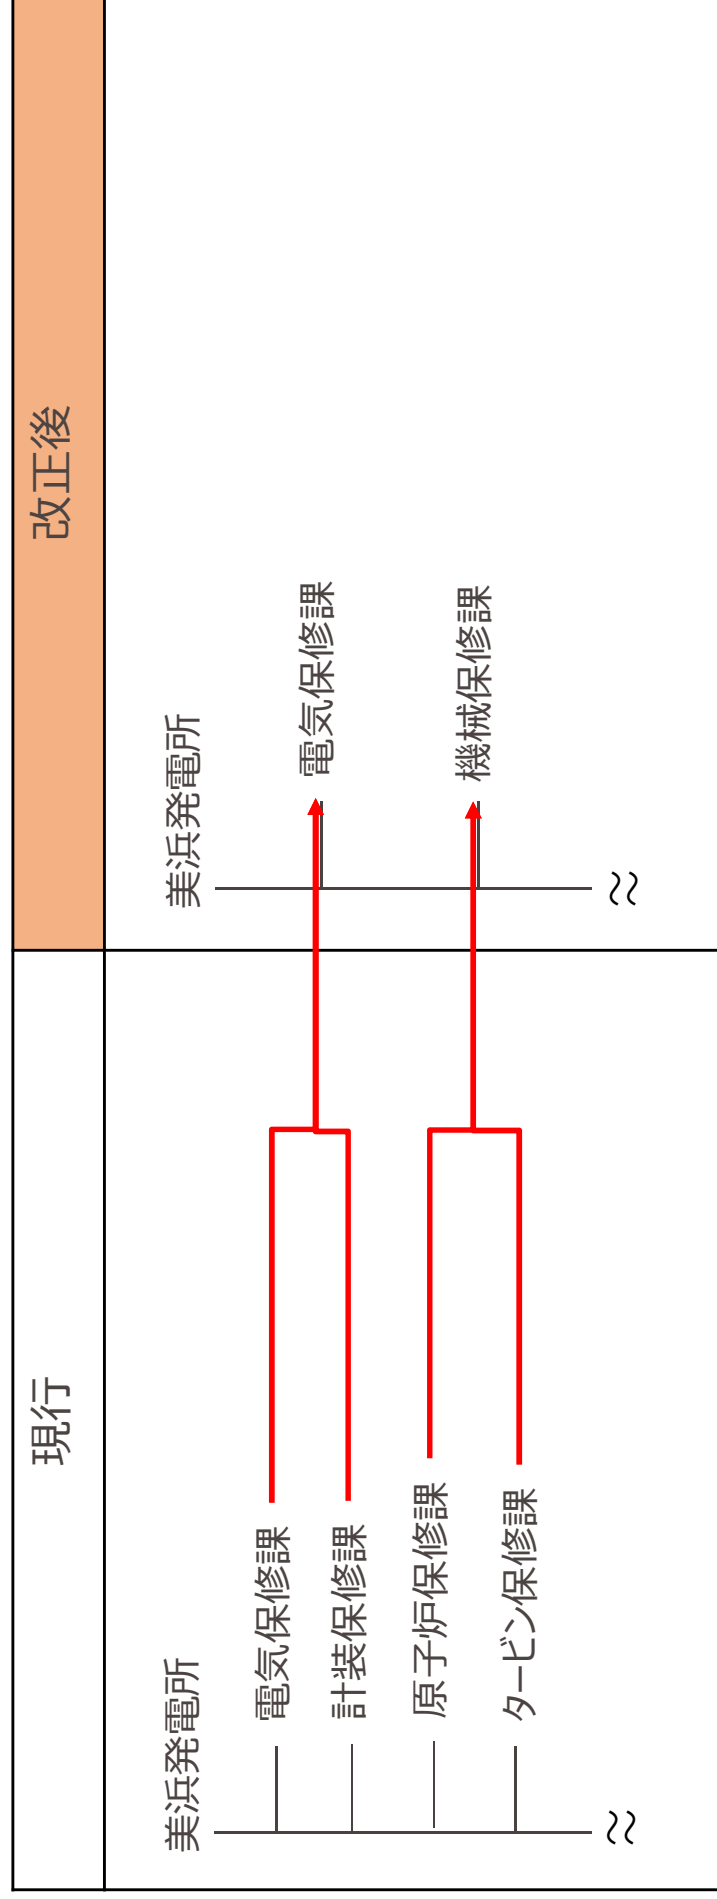 現行
改正後
美浜発電所
電気保修課
計装保修課
原子炉保修課
タービン保修課
美浜発電所
電気保修課
機械保修課